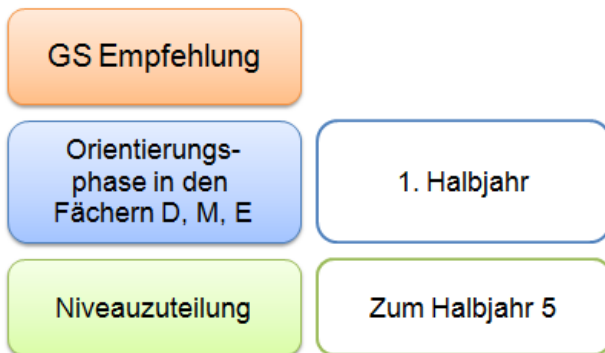 GS Empfehlung
Orientierungs-
phase in den
Fächern D, M, E
1. Halbjahr
Niveauzuteilung
Zum Halbjahr 5